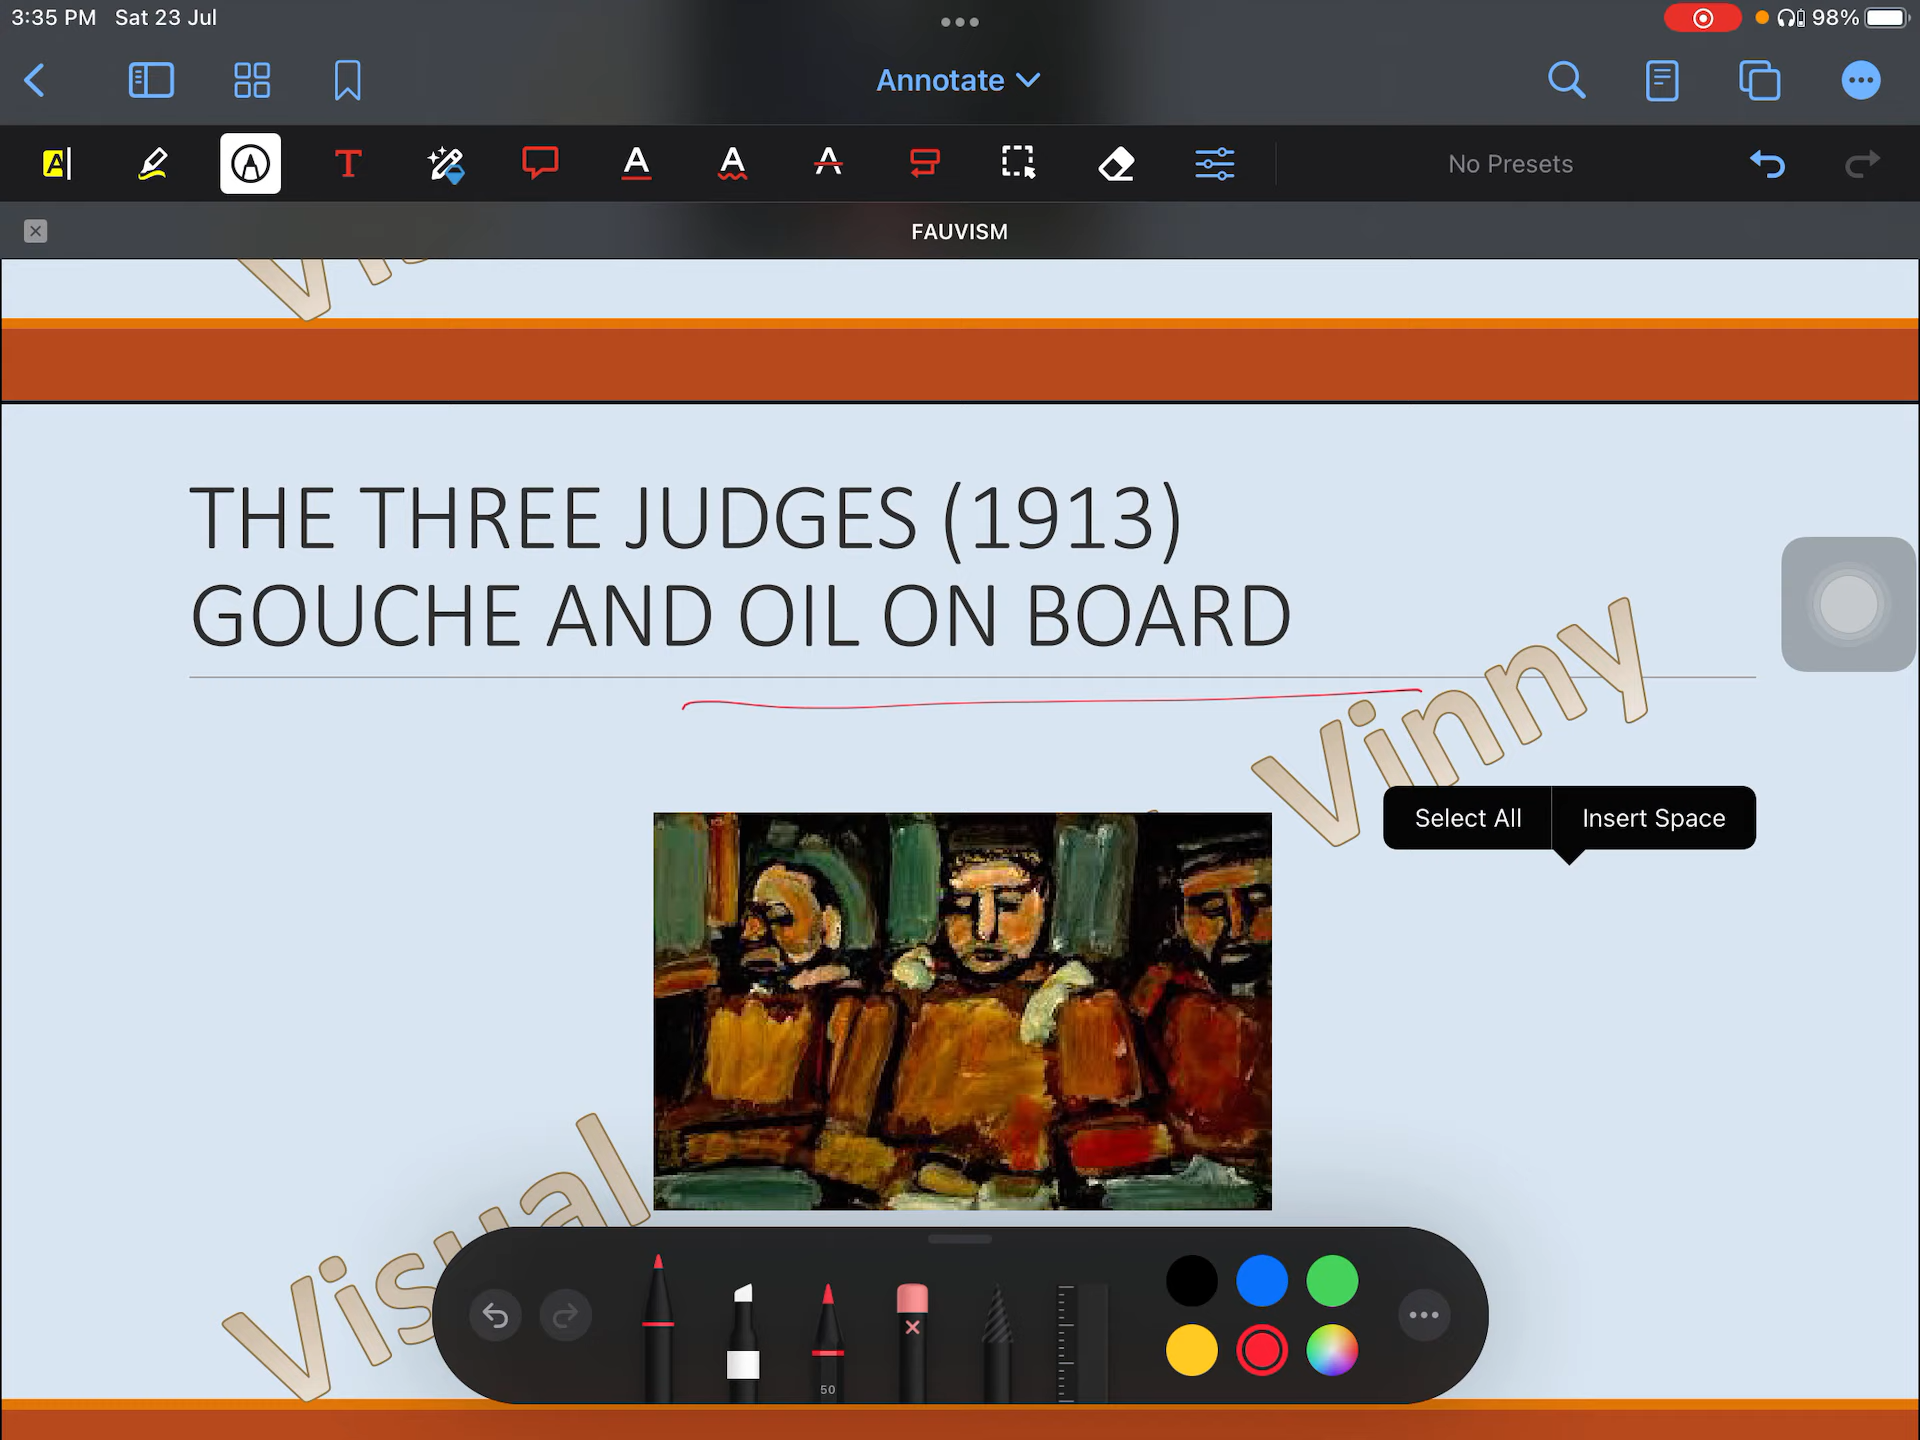 3:35 PM Sat 23 Jul
98%
Annotate
A
T
A
A
A
No Presets
FAUVISM
THE THREE JUDGES (1913)
GOUCHE AND OIL ON BOARD
Vinny
Select All
Insert Space
Visual
50